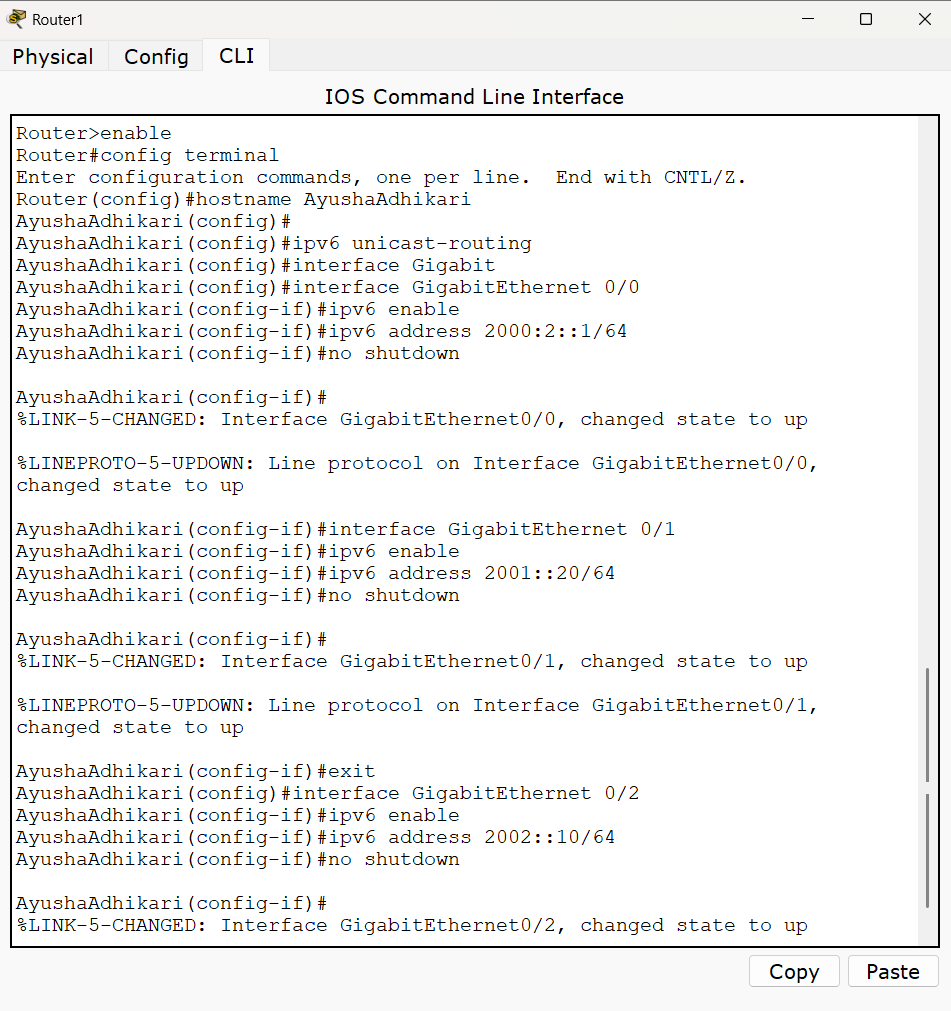 Router1
Physical Config CLI
IOS Command Line Interface
Router>enable
Router#config terminal
Enter configuration commands, one per line.  End with CNTL/Z.
Router(config)#hostname AyushaAdhikari
AyushaAdhikari(config)#
AyushaAdhikari(config)#ipv6 unicast-routing
AyushaAdhikari(config)#interface Gigabit
AyushaAdhikari(config)#interface GigabitEthernet 0/0
AyushaAdhikari(config-if)#ipv6 enable
AyushaAdhikari(config-if)#ipv6 address 2000:2::1/64
AyushaAdhikari(config-if)#no shutdown
AyushaAdhikari(config-if)#
%LINK-5-CHANGED: Interface GigabitEthernet0/0, changed state to up
%LINEPROTO-5-UPDOWN: Line protocol on Interface GigabitEthernet0/0,
changed state to up
AyushaAdhikari(config-if)#interface GigabitEthernet 0/1
AyushaAdhikari(config-if)#ipv6 enable
AyushaAdhikari(config-if)#ipv6 address 2001::20/64
AyushaAdhikari(config-if)#no shutdown
AyushaAdhikari(config-if)#
%LINK-5-CHANGED: Interface GigabitEthernet0/1, changed state to up
%LINEPROTO-5-UPDOWN: Line protocol on Interface GigabitEthernet0/1,
changed state to up
AyushaAdhikari(config-if)#exit
AyushaAdhikari(config)#interface GigabitEthernet 0/2
AyushaAdhikari(config-if)#ipv6 enable
AyushaAdhikari(config-if)#ipv6 address 2002::10/64
AyushaAdhikari(config-if)#no shutdown
AyushaAdhikari(config-if)#
%LINK-5-CHANGED: Interface GigabitEthernet0/2, changed state to up
Copy Paste